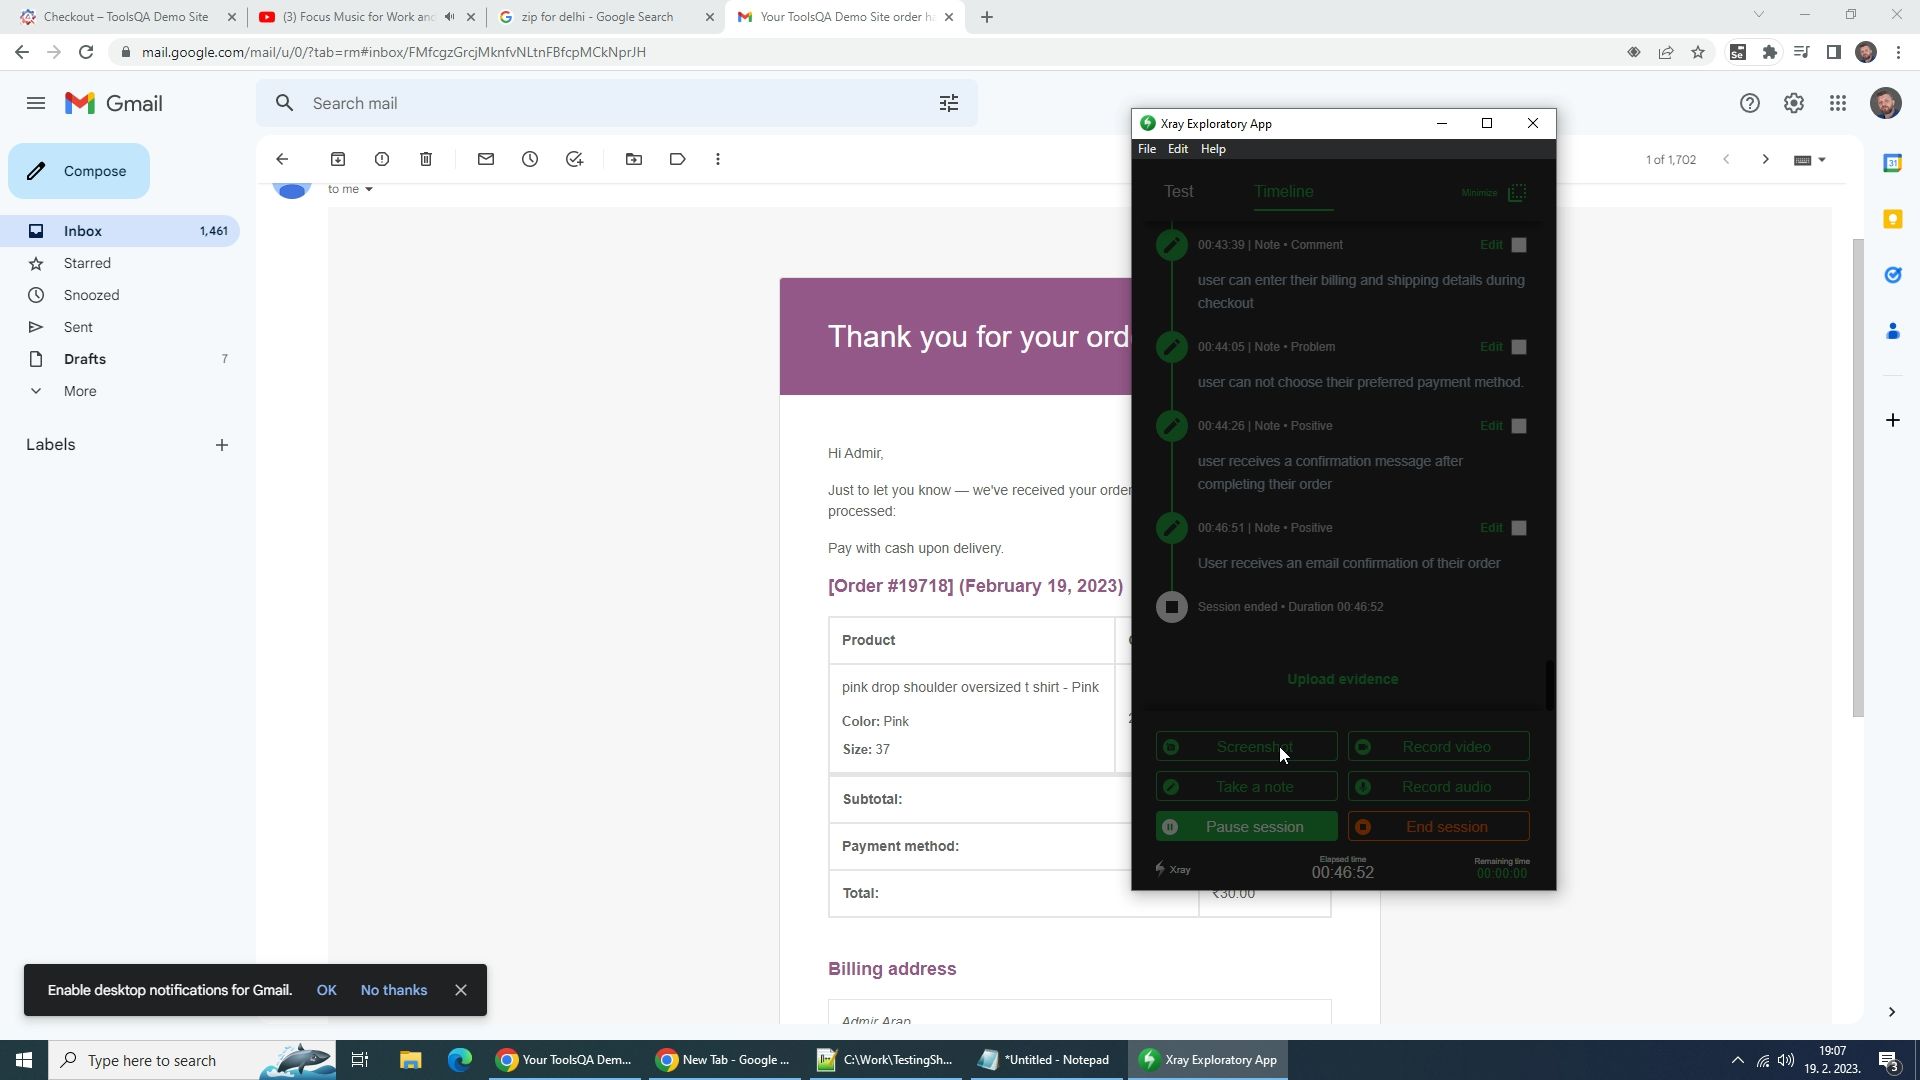 Checkout – ToolsQA Demo Site
(3) Focus Music for Work and
zip for delhi - Google Search
Your ToolsQA Demo Site order ha
mail.google.com/mail/u/0/?tab=rm#inbox/FMfcgzGrcjMknfvNLtnFBfcpMCkNprJH
Gmail
Search mail
Compose
1 of 1,702
to me
Inbox 1,461
Starred
Snoozed
Sent
Drafts 7
More
Labels
Thank you for your ord
Hi Admir,
Just to let you know — we've received your order
processed:
Pay with cash upon delivery.
[Order #19718] (February 19, 2023)
Product
pink drop shoulder oversized t shirt - Pink
Color: Pink
Size: 37
Subtotal:
Payment method:
Total:
₹30.00
Billing address
Admir Arap
Xray Exploratory App
File Edit Help
Test Timeline Minimize
00:43:39 | Note • Comment Edit
user can enter their billing and shipping details during
checkout
00:44:05 | Note • Problem Edit
user can not choose their preferred payment method.
00:44:26 | Note • Positive Edit
user receives a confirmation message after
completing their order
00:46:51 | Note • Positive Edit
User receives an email confirmation of their order
Session ended • Duration 00:46:52
Upload evidence
Screenshot Record video
Take a note Record audio
Pause session End session
Xray
Elapsed time
00:46:52
Remaining time
00:00:00
31
Enable desktop notifications for Gmail. OK No thanks
Type here to search
Your ToolsQA Dem...
New Tab - Google ...
C:\Work\TestingSh...
*Untitled - Notepad
Xray Exploratory App
19:07
19. 2. 2023.
3